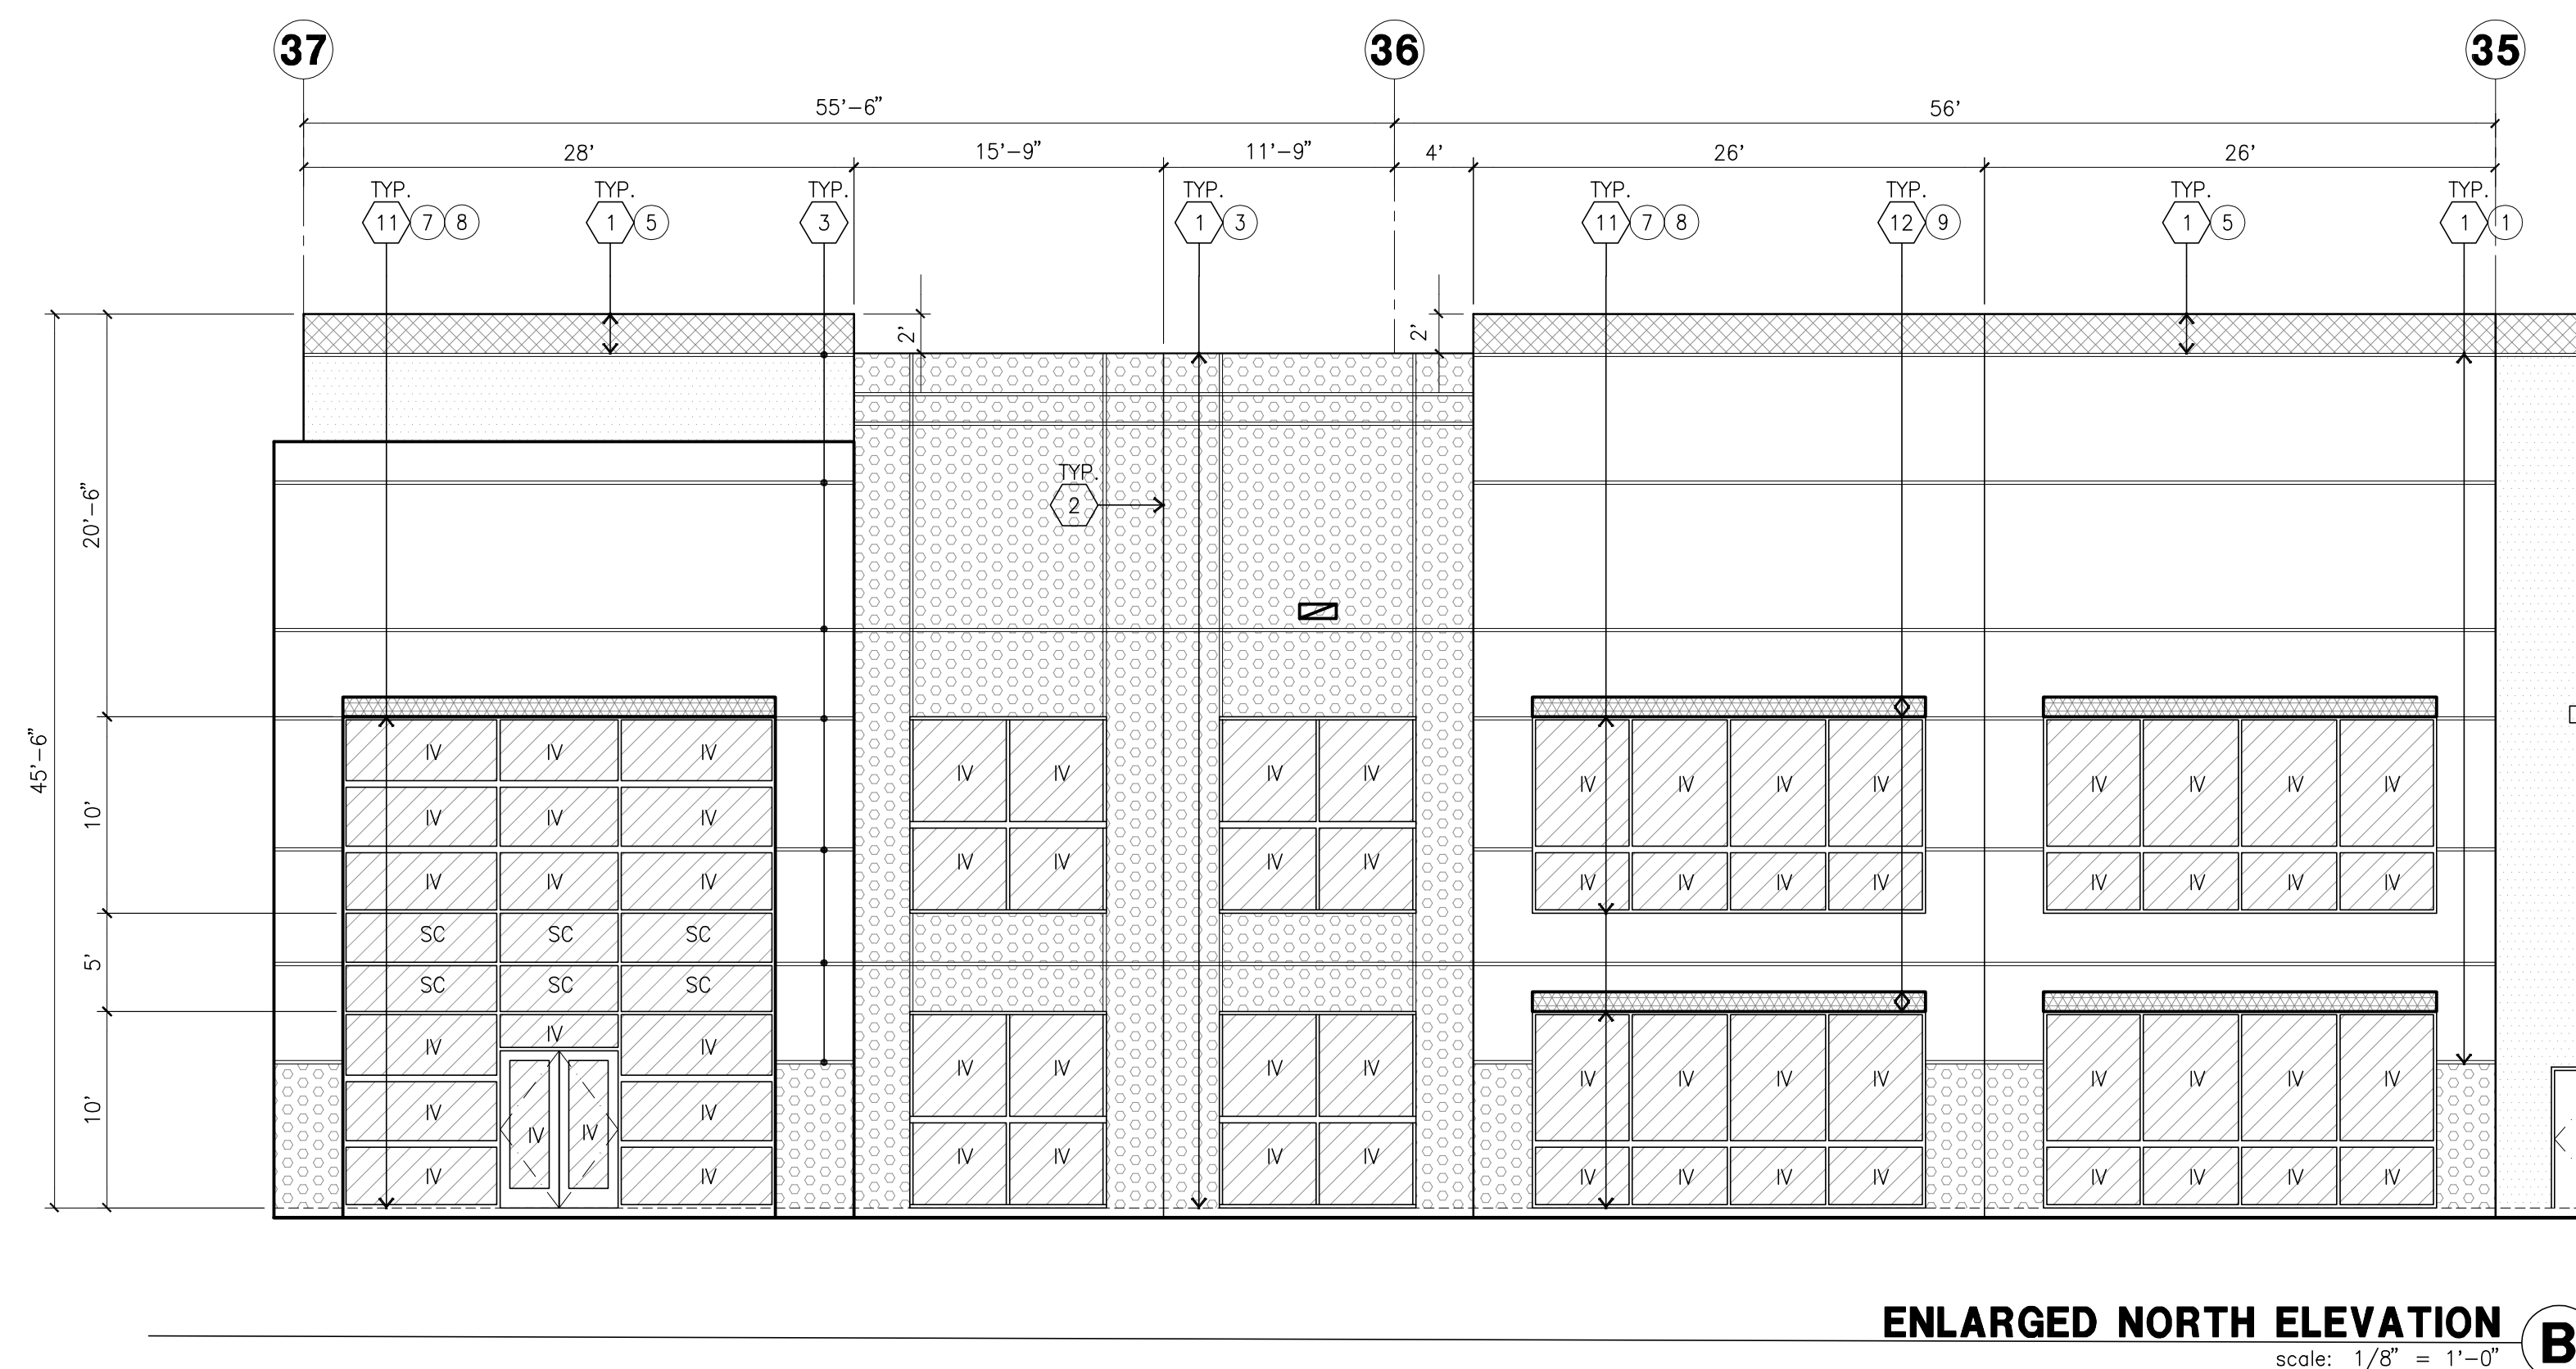 37 36 35
55'-6" 56'
28' 15'-9" 11'-9" 4' 26' 26'
TYP. TYP. TYP. TYP. TYP. TYP. TYP. TYP.
11 7 8 1 5 3 1 3 11 7 8 12 9 1 5 1 1
2' 2'
TYP.
2
20'-6"
45'-6"
10'
5'
10'
IV IV IV
IV IV IV IV IV IV IV IV IV IV IV IV
IV IV IV
IV IV IV IV
IV IV IV IV IV IV IV IV IV IV IV
SC SC SC
SC SC SC
IV
IV IV IV IV IV IV
IV IV IV IV IV IV IV IV
IV IV
IV IV
IV IV IV IV
IV IV IV IV IV IV IV IV IV IV
ENLARGED NORTH ELEVATION B
scale: 1/8" = 1'-0"